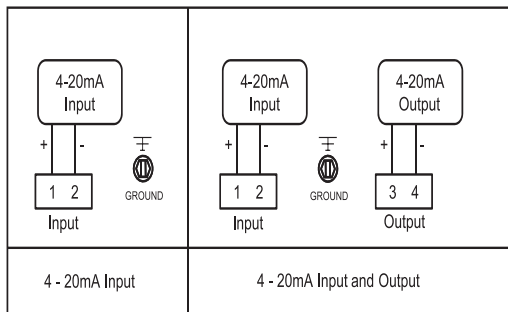 4-20mA
Input
+ -
1 2
GROUND
Input
4 - 20mA Input
4-20mA
Input
+ -
1 2
GROUND
Input
4-20mA
Output
+ -
3 4
Output
4 - 20mA Input and Output